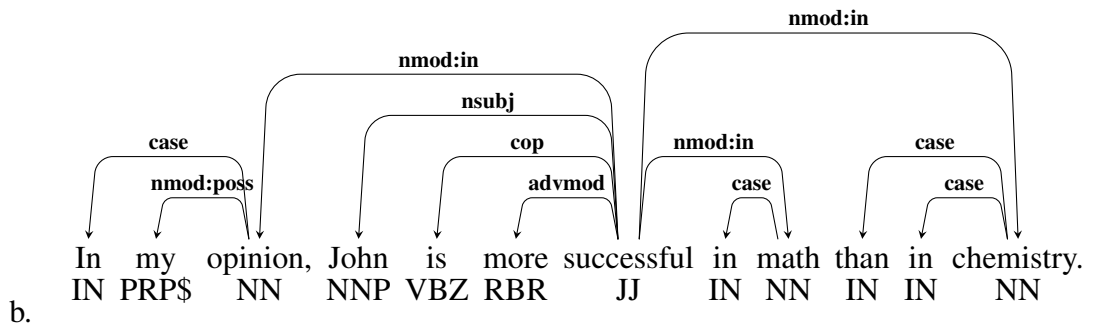 nmod:in
nmod:in
nsubj
case cop nmod:in case
nmod:poss advmod case case
In my opinion, John is more successful in math than in chemistry.
IN PRP$ NN NNP VBZ RBR JJ IN NN IN IN NN
b.